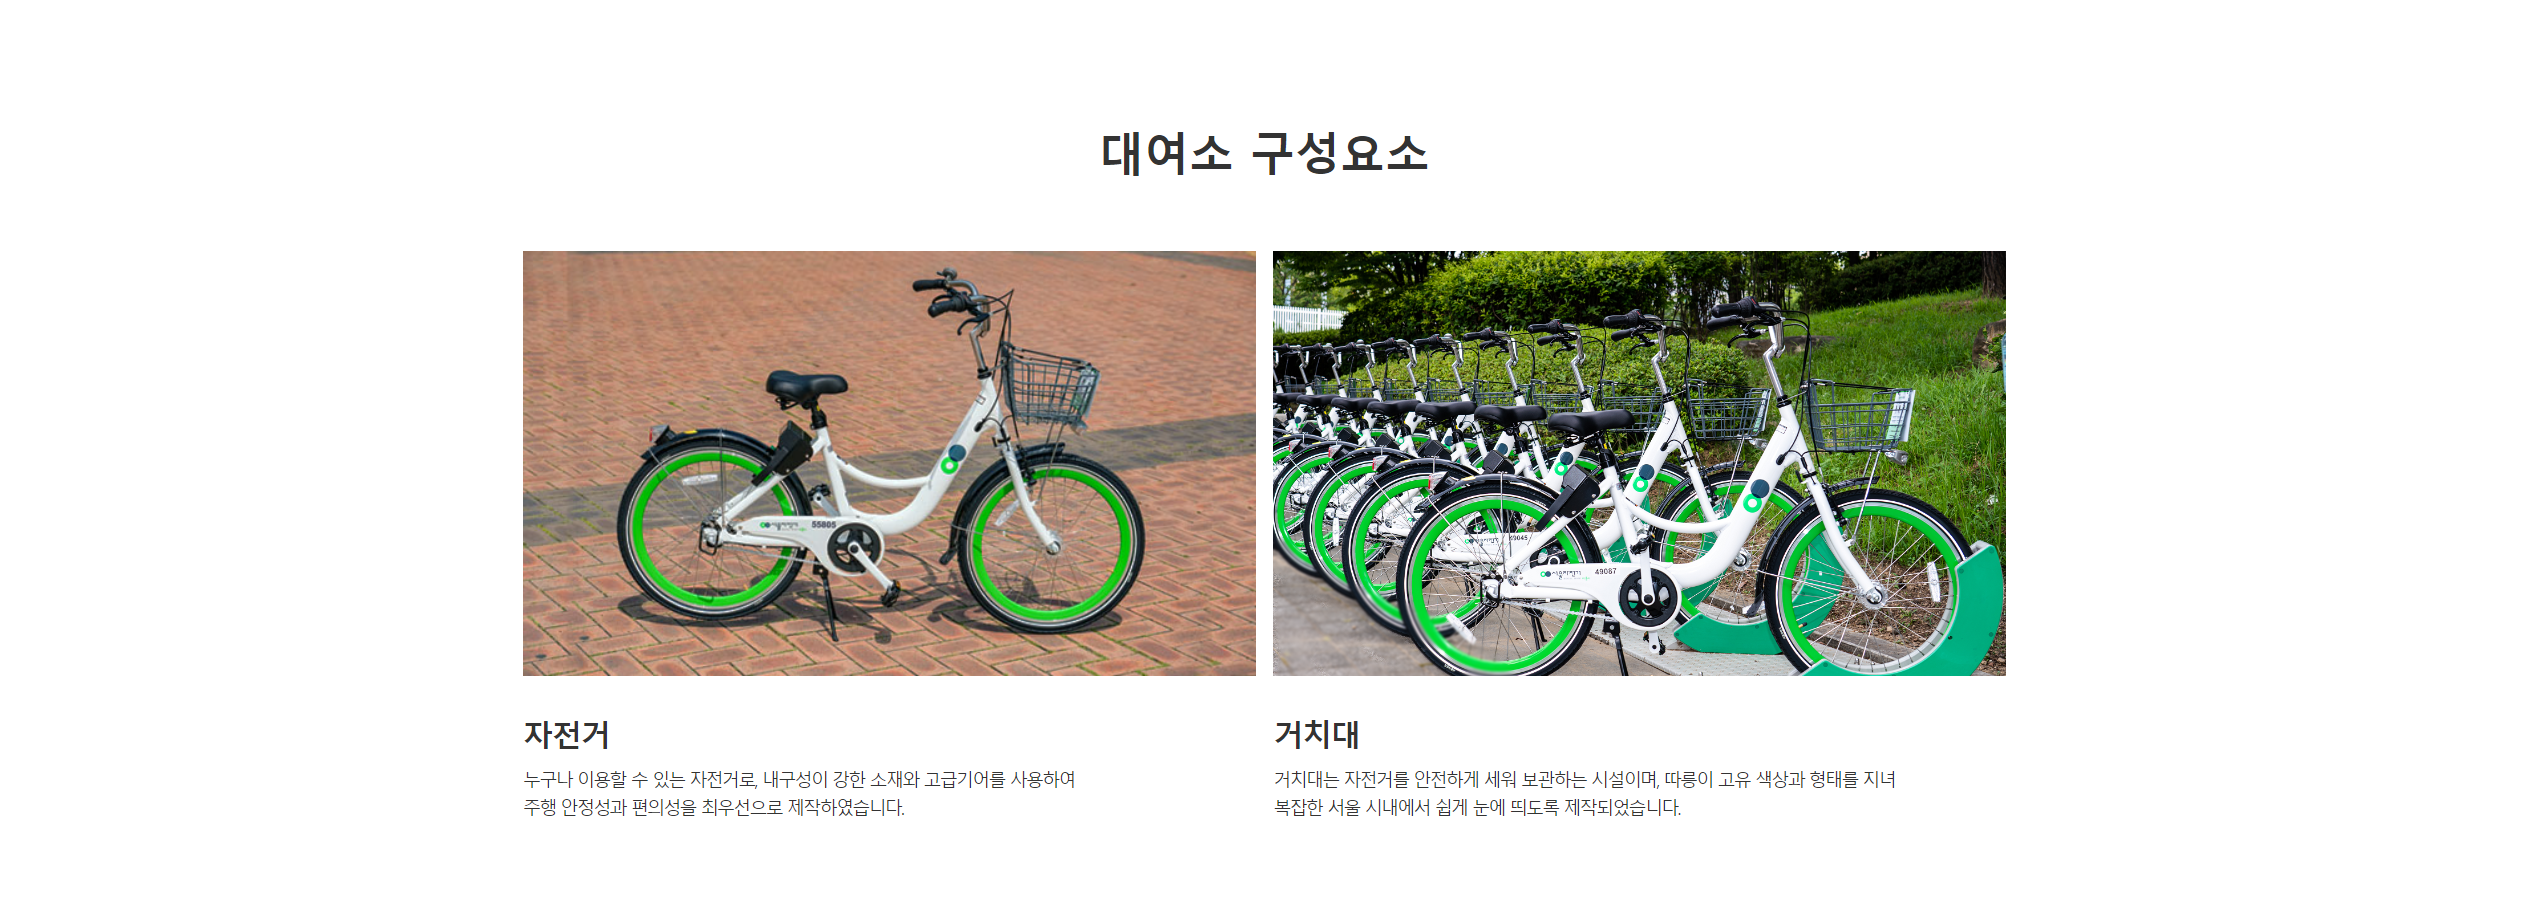 대여소 구성요소
55805
49045
49087
자전거
누구나 이용할 수 있는 자전거로, 내구성이 강한 소재와 고급기어를 사용하여
주행 안정성과 편의성을 최우선으로 제작하였습니다.
거치대
거치대는 자전거를 안전하게 세워 보관하는 시설이며, 따릉이 고유 색상과 형태를 지녀
복잡한 서울 시내에서 쉽게 눈에 띄도록 제작되었습니다.